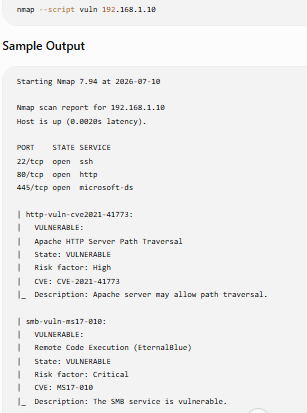 nmap --script vuln 192.168.1.10
Sample Output
Starting Nmap 7.94 at 2026-07-10
Nmap scan report for 192.168.1.10
Host is up (0.0020s latency).
PORT    STATE SERVICE
22/tcp  open  ssh
80/tcp  open  http
445/tcp open  microsoft-ds
| http-vuln-cve2021-41773:
|   VULNERABLE:
|   Apache HTTP Server Path Traversal
|   State: VULNERABLE
|   Risk factor: High
|   CVE: CVE-2021-41773
|_  Description: Apache server may allow path traversal.
| smb-vuln-ms17-010:
|   VULNERABLE:
|   Remote Code Execution (EternalBlue)
|   State: VULNERABLE
|   Risk factor: Critical
|   CVE: MS17-010
|_  Description: The SMB service is vulnerable.